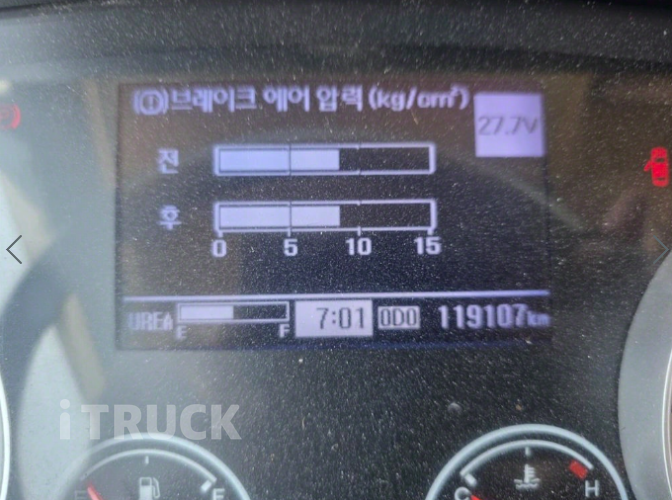 (!)브레이크 에어 압력 (kg/cm²)
27.7V
전
후
0 5 10 15
UREA E F 7:01 ODO 119107km
iTRUCK
E F C H